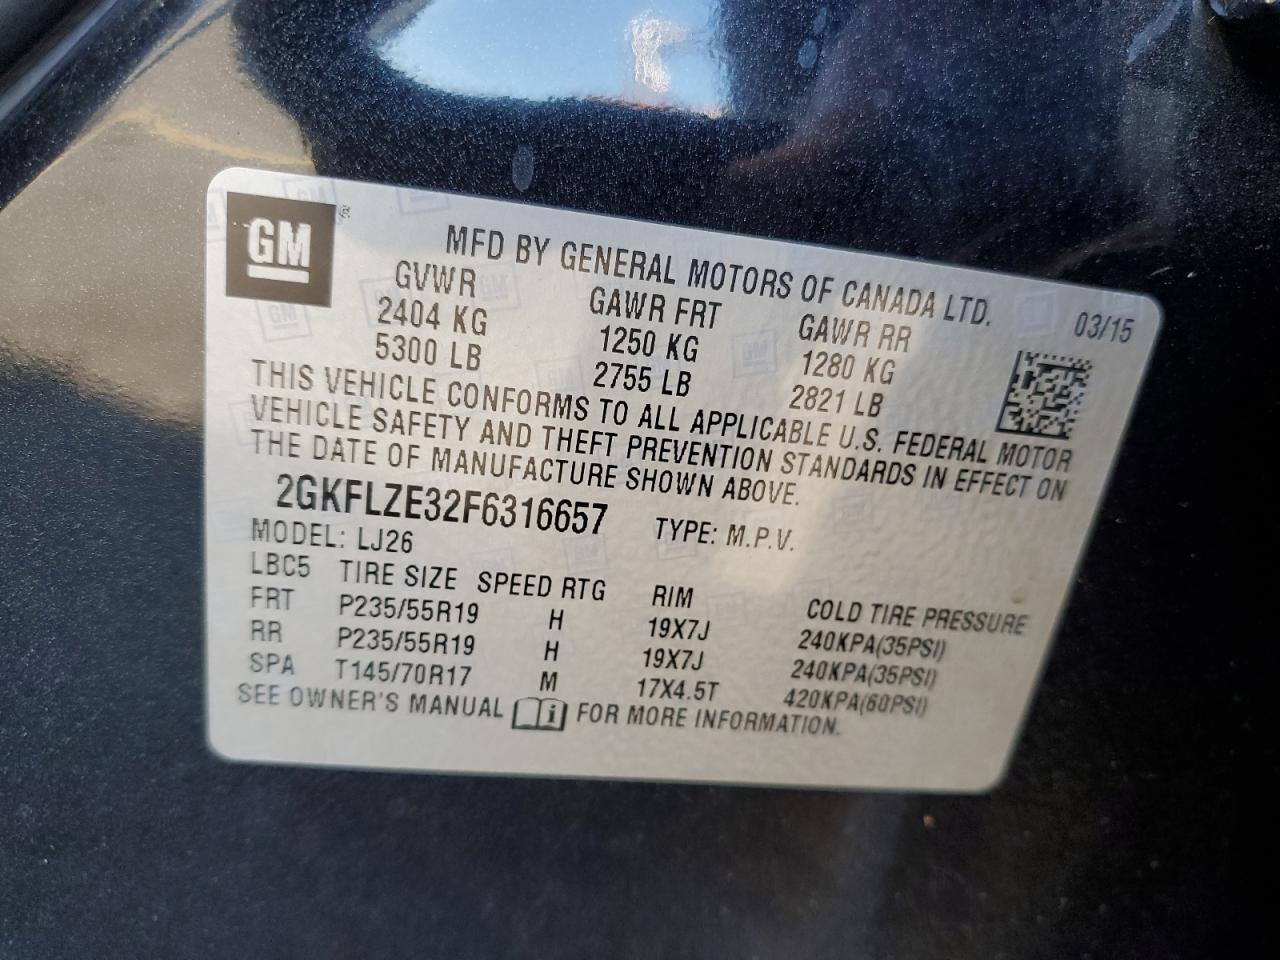 GM ®
MFD BY GENERAL MOTORS OF CANADA LTD.
03/15
GVWR GAWR FRT GAWR RR
2404 KG 1250 KG 1280 KG
5300 LB 2755 LB 2821 LB
THIS VEHICLE CONFORMS TO ALL APPLICABLE U.S. FEDERAL MOTOR
VEHICLE SAFETY AND THEFT PREVENTION STANDARDS IN EFFECT ON
THE DATE OF MANUFACTURE SHOWN ABOVE.
2GKFLZE32F6316657 TYPE: M.P.V.
MODEL: LJ26
LBC5 TIRE SIZE SPEED RTG RIM COLD TIRE PRESSURE
FRT P235/55R19 H 19X7J 240KPA(35PSI)
RR P235/55R19 H 19X7J 240KPA(35PSI)
SPA T145/70R17 M 17X4.5T 420KPA(60PSI)
SEE OWNER'S MANUAL i FOR MORE INFORMATION.